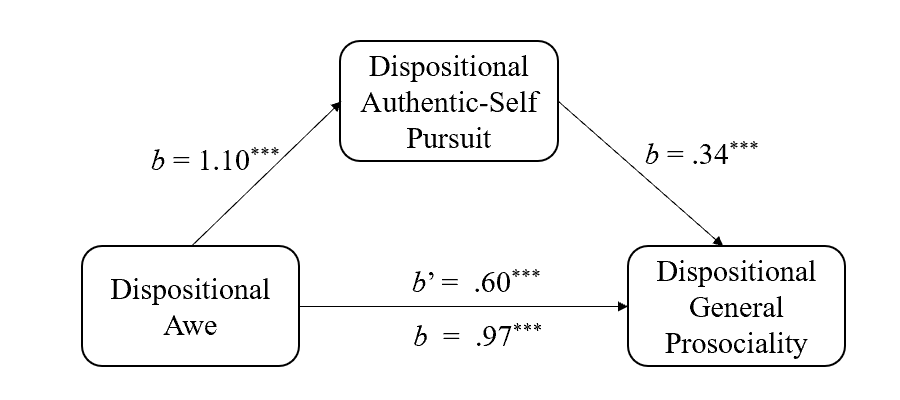 Dispositional
Authentic-Self
Pursuit
b = 1.10***
b = .34***
Dispositional
Awe
b’ = .60***
b = .97***
Dispositional
General
Prosociality